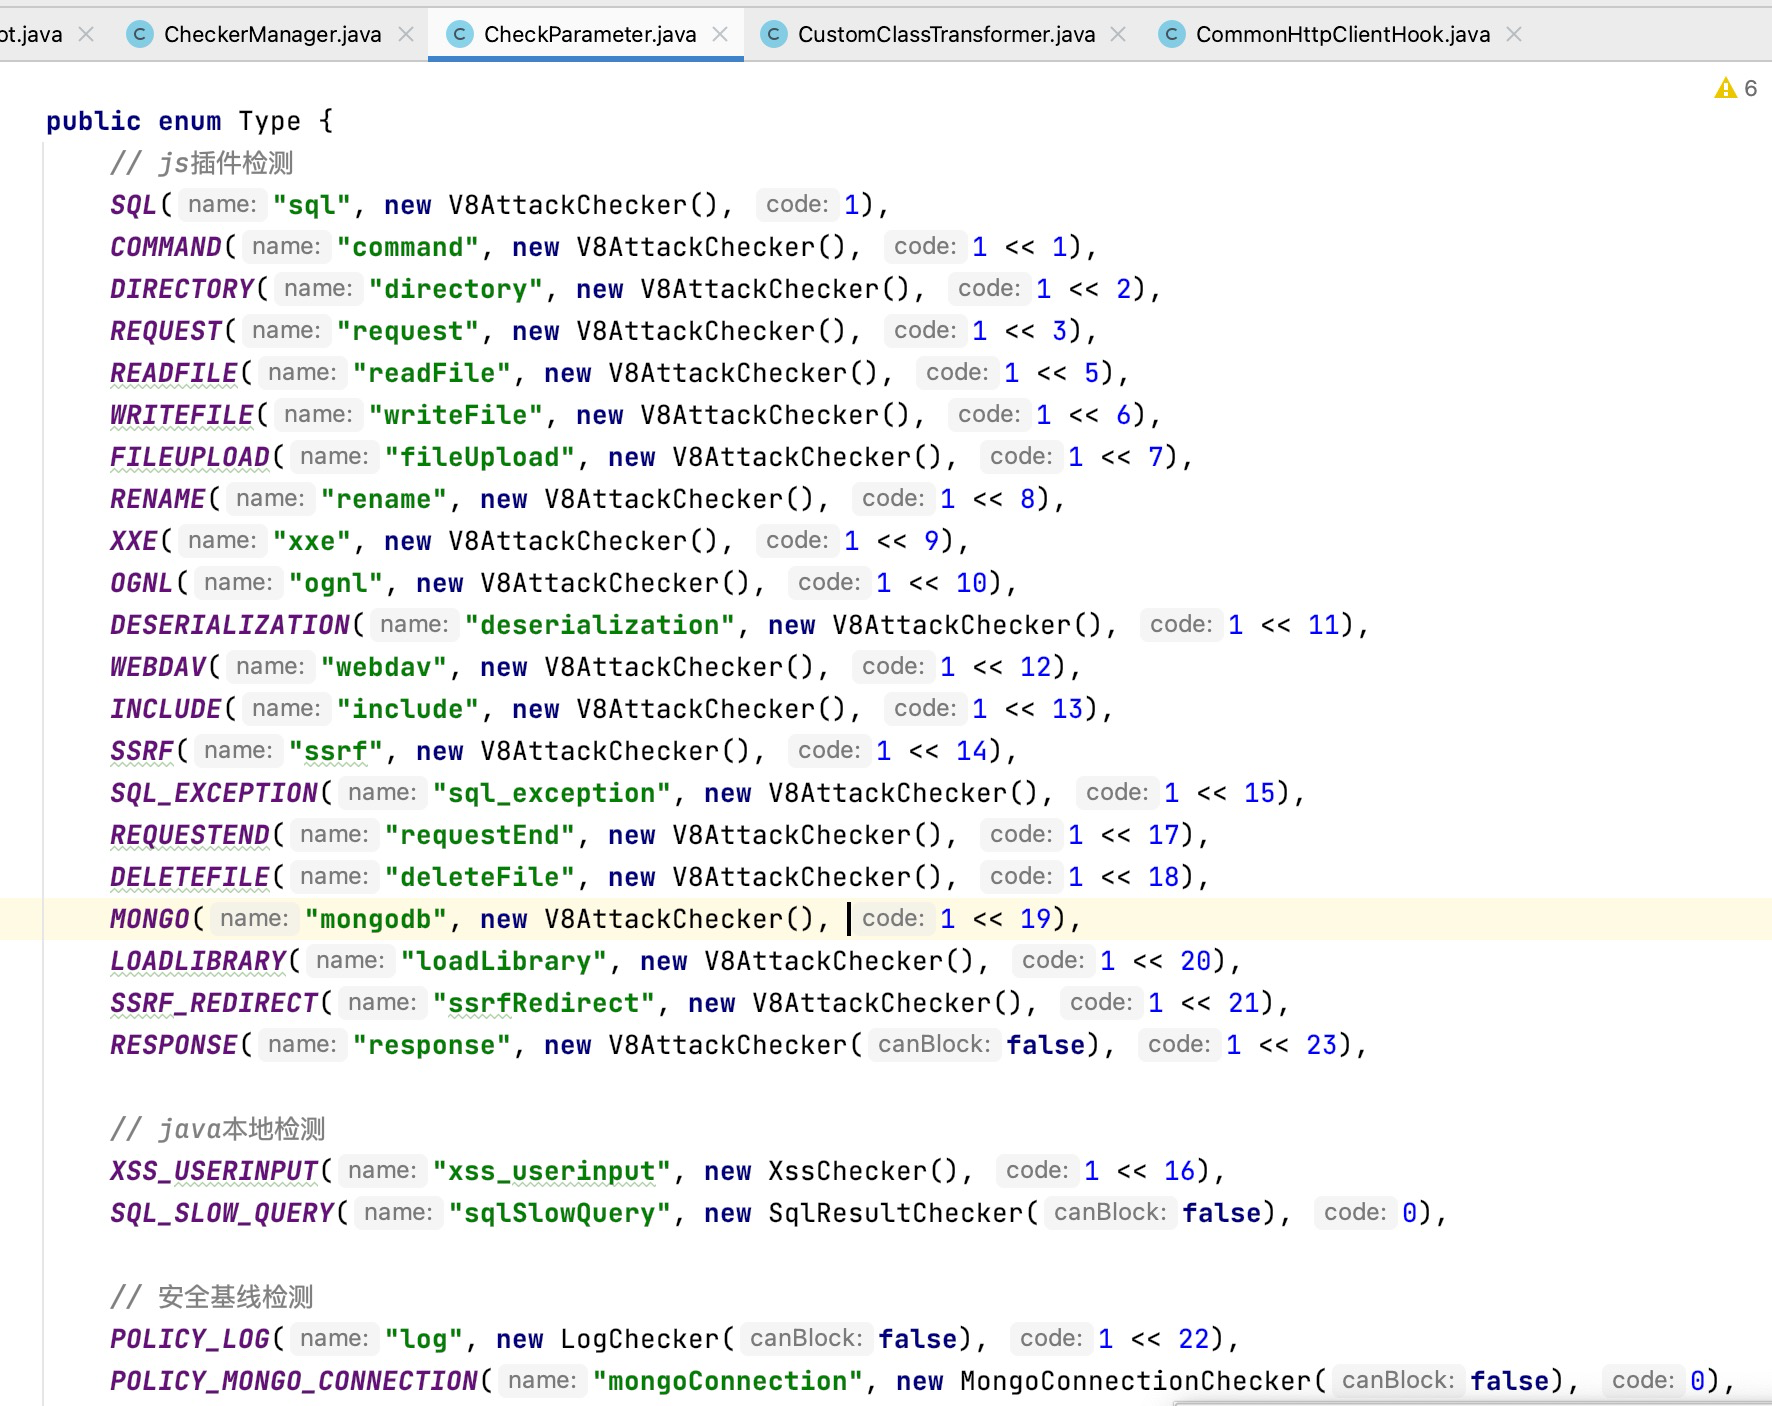 ot.java CheckerManager.java CheckParameter.java CustomClassTransformer.java CommonHttpClientHook.java
6
public enum Type {
// js插件检测
SQL( name: "sql", new V8AttackChecker(), code: 1),
COMMAND( name: "command", new V8AttackChecker(), code: 1 << 1),
DIRECTORY( name: "directory", new V8AttackChecker(), code: 1 << 2),
REQUEST( name: "request", new V8AttackChecker(), code: 1 << 3),
READFILE( name: "readFile", new V8AttackChecker(), code: 1 << 5),
WRITEFILE( name: "writeFile", new V8AttackChecker(), code: 1 << 6),
FILEUPLOAD( name: "fileUpload", new V8AttackChecker(), code: 1 << 7),
RENAME( name: "rename", new V8AttackChecker(), code: 1 << 8),
XXE( name: "xxe", new V8AttackChecker(), code: 1 << 9),
OGNL( name: "ognl", new V8AttackChecker(), code: 1 << 10),
DESERIALIZATION( name: "deserialization", new V8AttackChecker(), code: 1 << 11),
WEBDAV( name: "webdav", new V8AttackChecker(), code: 1 << 12),
INCLUDE( name: "include", new V8AttackChecker(), code: 1 << 13),
SSRF( name: "ssrf", new V8AttackChecker(), code: 1 << 14),
SQL_EXCEPTION( name: "sql_exception", new V8AttackChecker(), code: 1 << 15),
REQUESTEND( name: "requestEnd", new V8AttackChecker(), code: 1 << 17),
DELETEFILE( name: "deleteFile", new V8AttackChecker(), code: 1 << 18),
MONGO( name: "mongodb", new V8AttackChecker(), code: 1 << 19),
LOADLIBRARY( name: "loadLibrary", new V8AttackChecker(), code: 1 << 20),
SSRF_REDIRECT( name: "ssrfRedirect", new V8AttackChecker(), code: 1 << 21),
RESPONSE( name: "response", new V8AttackChecker( canBlock: false), code: 1 << 23),
// java本地检测
XSS_USERINPUT( name: "xss_userinput", new XssChecker(), code: 1 << 16),
SQL_SLOW_QUERY( name: "sqlSlowQuery", new SqlResultChecker( canBlock: false), code: 0),
// 安全基线检测
POLICY_LOG( name: "log", new LogChecker( canBlock: false), code: 1 << 22),
POLICY_MONGO_CONNECTION( name: "mongoConnection", new MongoConnectionChecker( canBlock: false), code: 0),